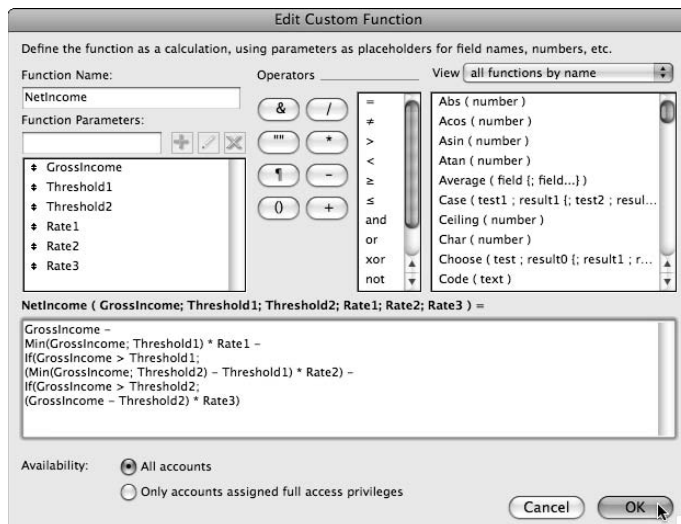 Edit Custom Function
Define the function as a calculation, using parameters as placeholders for field names, numbers, etc.
Function Name:
NetIncome
Function Parameters:
GrossIncome
Threshold1
Threshold2
Rate1
Rate2
Rate3
Operators
& /
"" *
¶ -
() +
=
≠
>
<
≥
≤
and
or
xor
not
View all functions by name
Abs ( number )
Acos ( number )
Asin ( number )
Atan ( number )
Average ( field {; field...} )
Case ( test1 ; result1 {; test2 ; resul...
Ceiling ( number )
Char ( number )
Choose ( test ; result0 {; result1 ; r...
Code ( text )
NetIncome ( GrossIncome; Threshold1; Threshold2; Rate1; Rate2; Rate3 ) =
GrossIncome -
Min(GrossIncome; Threshold1) * Rate1 -
If(GrossIncome > Threshold1;
(Min(GrossIncome; Threshold2) - Threshold1) * Rate2) -
If(GrossIncome > Threshold2;
(GrossIncome - Threshold2) * Rate3)
Availability:
All accounts
Only accounts assigned full access privileges
Cancel
OK